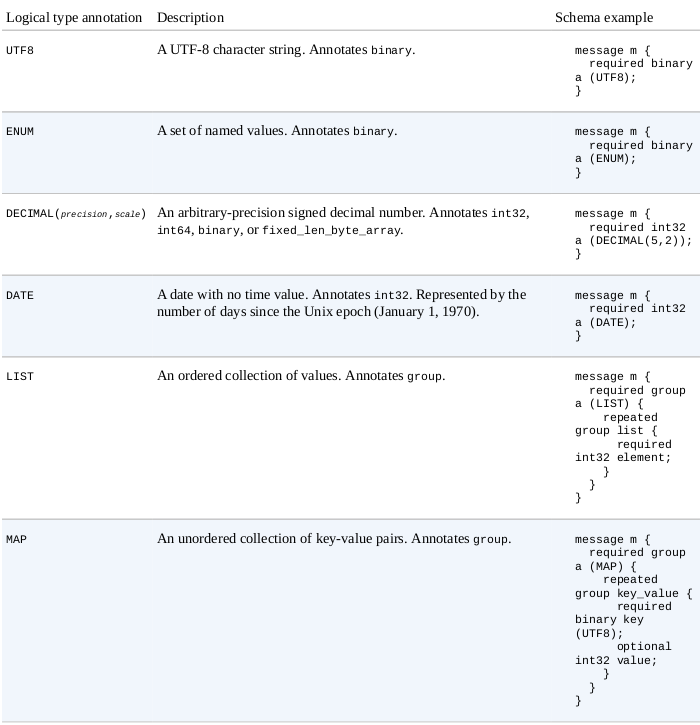 Logical type annotation Description Schema example
UTF8 A UTF-8 character string. Annotates binary. message m {
required binary
a (UTF8);
}
ENUM A set of named values. Annotates binary. message m {
required binary
a (ENUM);
}
DECIMAL(precision,scale) An arbitrary-precision signed decimal number. Annotates int32, message m {
int64, binary, or fixed_len_byte_array. required int32
a (DECIMAL(5,2));
}
DATE A date with no time value. Annotates int32. Represented by the message m {
number of days since the Unix epoch (January 1, 1970). required int32
a (DATE);
}
LIST An ordered collection of values. Annotates group. message m {
required group
a (LIST) {
repeated
group list {
required
int32 element;
}
}
}
MAP An unordered collection of key-value pairs. Annotates group. message m {
required group
a (MAP) {
repeated
group key_value {
required
binary key
(UTF8);
optional
int32 value;
}
}
}